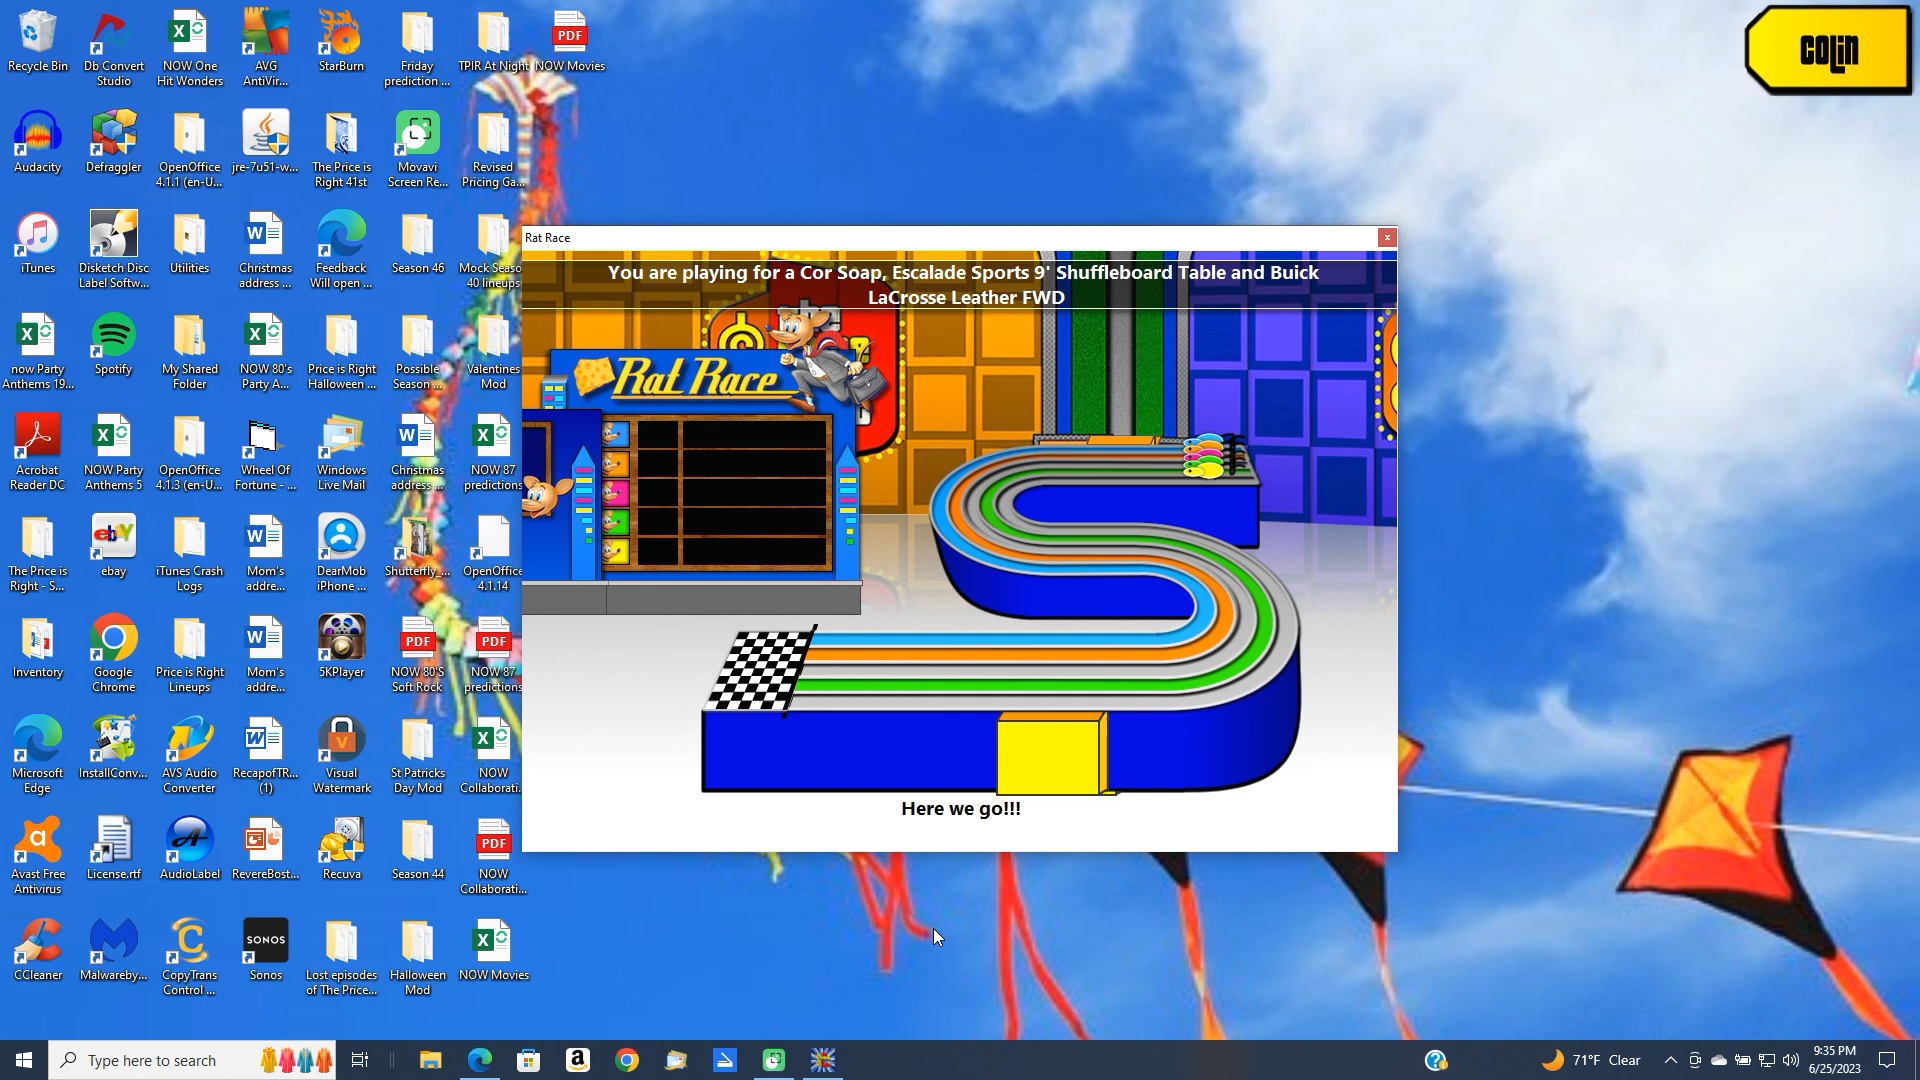 Recycle Bin
Db Convert
Studio
NOW One
Hit Wonders
AVG
AntiVir...
StarBurn
Friday
prediction ...
TPIR At Night
NOW Movies
PDF
COLIN
Audacity
Defraggler
OpenOffice
4.1.1 (en-U...
jre-7u51-w...
The Price is
Right 41st
Movavi
Screen Re...
Revised
Pricing Ga...
iTunes
Disketch Disc
Label Softw...
Utilities
Christmas
address ...
Feedback
Will open ...
Season 46
Mock Seaso
40 lineups
Rat Race
x
You are playing for a Cor Soap, Escalade Sports 9' Shuffleboard Table and Buick
LaCrosse Leather FWD
now Party
Anthems 19...
Spotify
My Shared
Folder
NOW 80's
Party A...
Price is Right
Halloween ...
Possible
Season ...
Valentines
Mod
Rat Race
Acrobat
Reader DC
NOW Party
Anthems 5
OpenOffice
4.1.3 (en-U...
Wheel Of
Fortune - ...
Windows
Live Mail
Christmas
address ...
NOW 87
predictions
The Price is
Right - S...
ebay
ebay
iTunes Crash
Logs
Mom's
addre...
DearMob
iPhone ...
Shutterfly_...
OpenOffice
4.1.14
Inventory
Google
Chrome
Price is Right
Lineups
Mom's
addre...
5KPlayer
PDF
NOW 80'S
Soft Rock
PDF
NOW 87
predictions
Microsoft
Edge
InstallConv...
AVS Audio
Converter
RecapofTR...
(1)
Visual
Watermark
St Patricks
Day Mod
NOW
Collaborati...
Here we go!!!
Avast Free
Antivirus
License.rtf
AudioLabel
RevereBost...
Recuva
Season 44
PDF
NOW
Collaborati...
CCleaner
Malwareby...
CopyTrans
Control ...
SONOS
Sonos
Lost episodes
of The Price...
Halloween
Mod
NOW Movies
Type here to search
71°F Clear
9:35 PM
6/25/2023